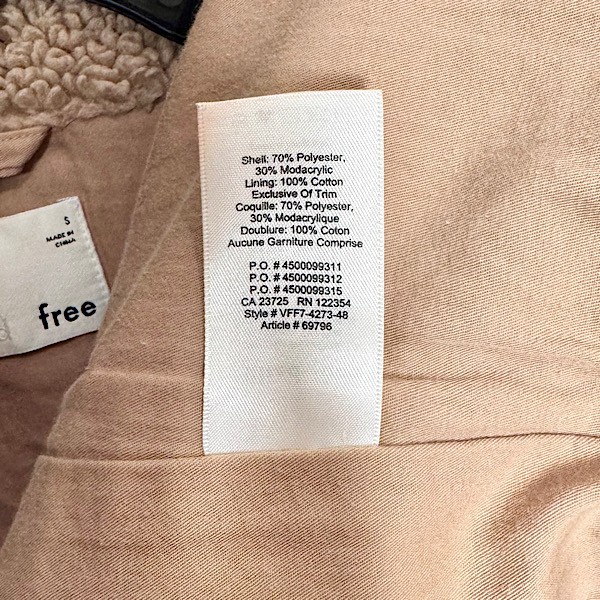 Shell: 70% Polyester,
30% Modacrylic
Lining: 100% Cotton
Exclusive Of Trim
Coquille: 70% Polyester,
30% Modacrylique
Doublure: 100% Coton
Aucune Garniture Comprise
P.O. # 4500099311
P.O. # 4500099312
P.O. # 4500099315
CA 23725 RN 122354
Style # VFF7-4273-48
Article # 69796
S
MADE IN
CHINA
free